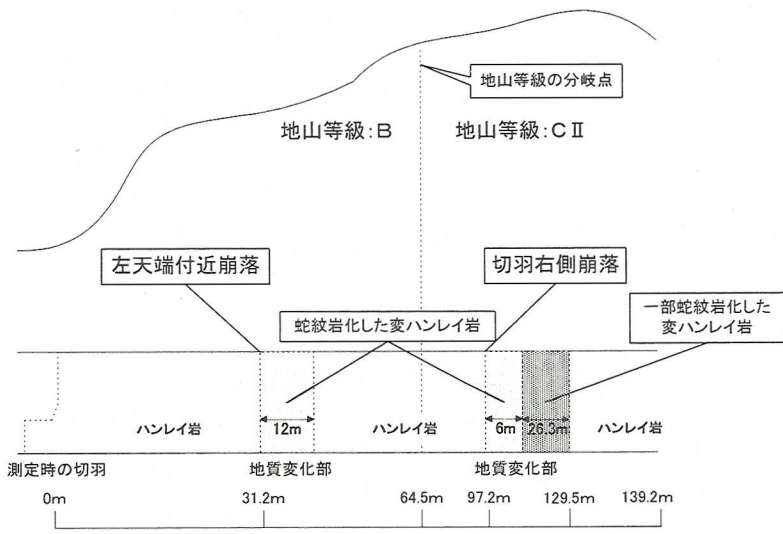 地山等級の分岐点
地山等級:B
地山等級:CⅡ
左天端付近崩落
切羽右側崩落
蛇紋岩化した変ハンレイ岩
一部蛇紋岩化した
変ハンレイ岩
ハンレイ岩
12m
ハンレイ岩
6m
26.3m
ハンレイ岩
測定時の切羽
地質変化部
地質変化部
0m
31.2m
64.5m
97.2m
129.5m
139.2m